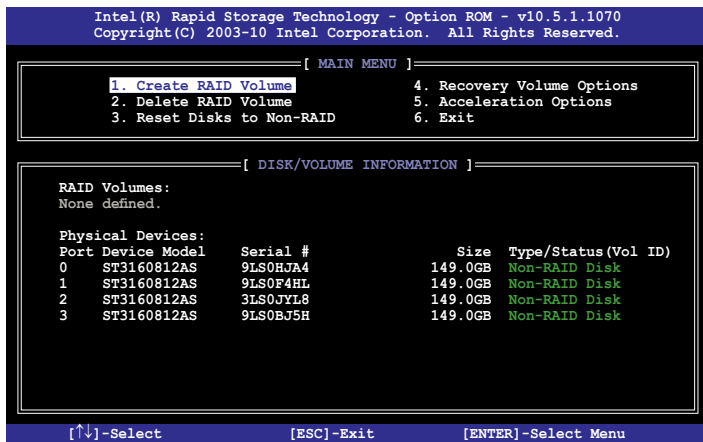 Intel(R) Rapid Storage Technology - Option ROM - v10.5.1.1070
Copyright(C) 2003-10 Intel Corporation.  All Rights Reserved.
[ MAIN MENU ]
1. Create RAID Volume 4. Recovery Volume Options
2. Delete RAID Volume 5. Acceleration Options
3. Reset Disks to Non-RAID 6. Exit
[ DISK/VOLUME INFORMATION ]
RAID Volumes:
None defined.
Physical Devices:
Port Device Model Serial # Size Type/Status(Vol ID)
0 ST3160812AS 9LS0HJA4 149.0GB Non-RAID Disk
1 ST3160812AS 9LS0F4HL 149.0GB Non-RAID Disk
2 ST3160812AS 3LS0JYL8 149.0GB Non-RAID Disk
3 ST3160812AS 9LS0BJ5H 149.0GB Non-RAID Disk
[↑↓]-Select [ESC]-Exit [ENTER]-Select Menu